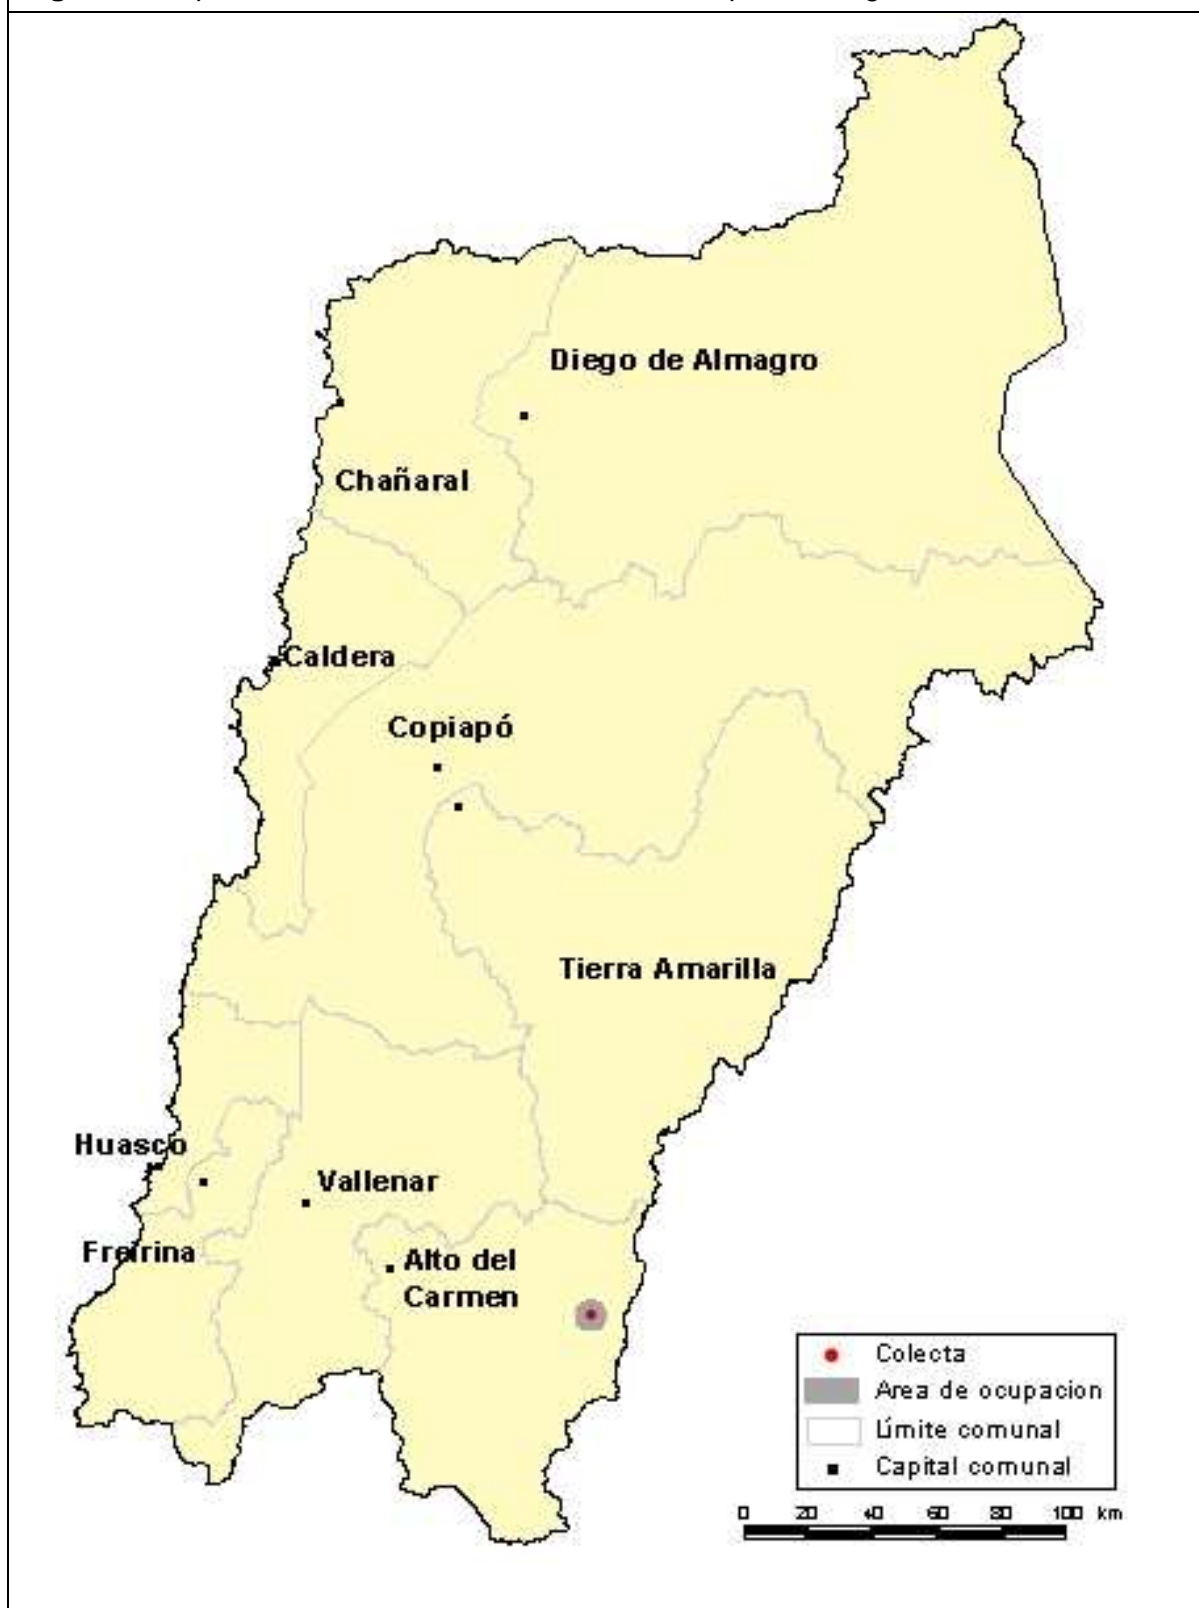 Diego de Almagro
Chañaral
Caldera
Copiapó
Tierra Amarilla
Huasco
Vallenar
Freirina
Alto del
Carmen
Colecta
Area de ocupacion
Límite comunal
Capital comunal
0 20 40 60 80 100 km